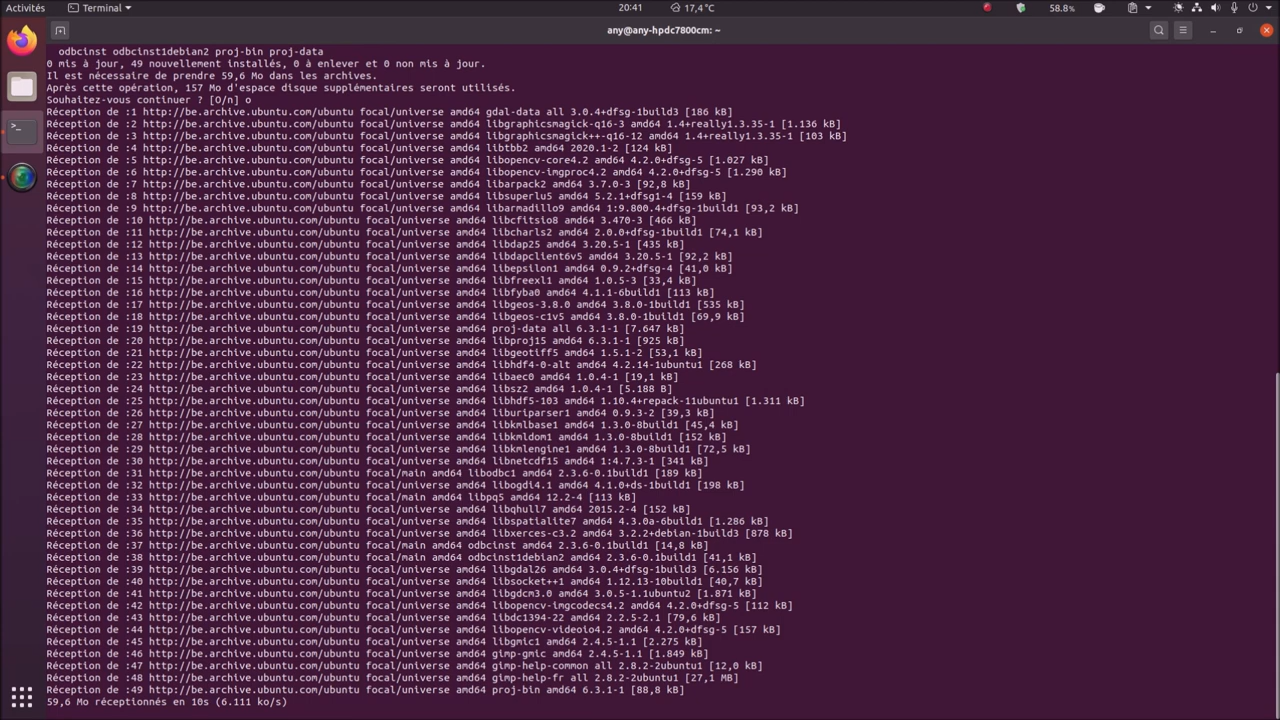 Activités
Terminal
20:41
17,4 °C
58.8%
any@any-hpdc7800cm: ~
odbcinst odbcinst1debian2 proj-bin proj-data
0 mis à jour, 49 nouvellement installés, 0 à enlever et 0 non mis à jour.
Il est nécessaire de prendre 59,6 Mo dans les archives.
Après cette opération, 157 Mo d'espace disque supplémentaires seront utilisés.
Souhaitez-vous continuer ? [O/n] o
Réception de :1 http://be.archive.ubuntu.com/ubuntu focal/universe amd64 gdal-data all 3.0.4+dfsg-1build3 [186 kB]
Réception de :2 http://be.archive.ubuntu.com/ubuntu focal/universe amd64 libgraphicsmagick-q16-3 amd64 1.4+really1.3.35-1 [1.136 kB]
Réception de :3 http://be.archive.ubuntu.com/ubuntu focal/universe amd64 libgraphicsmagick++-q16-12 amd64 1.4+really1.3.35-1 [103 kB]
Réception de :4 http://be.archive.ubuntu.com/ubuntu focal/universe amd64 libtbb2 amd64 2020.1-2 [124 kB]
Réception de :5 http://be.archive.ubuntu.com/ubuntu focal/universe amd64 libopencv-core4.2 amd64 4.2.0+dfsg-5 [1.027 kB]
Réception de :6 http://be.archive.ubuntu.com/ubuntu focal/universe amd64 libopencv-imgproc4.2 amd64 4.2.0+dfsg-5 [1.290 kB]
Réception de :7 http://be.archive.ubuntu.com/ubuntu focal/universe amd64 libarpack2 amd64 3.7.0-3 [92,8 kB]
Réception de :8 http://be.archive.ubuntu.com/ubuntu focal/universe amd64 libsuperlu5 amd64 5.2.1+dfsg1-4 [159 kB]
Réception de :9 http://be.archive.ubuntu.com/ubuntu focal/universe amd64 libarmadillo9 amd64 1:9.800.4+dfsg-1build1 [93,2 kB]
Réception de :10 http://be.archive.ubuntu.com/ubuntu focal/universe amd64 libcfitsio8 amd64 3.470-3 [466 kB]
Réception de :11 http://be.archive.ubuntu.com/ubuntu focal/universe amd64 libcharls2 amd64 2.0.0+dfsg-1build1 [74,1 kB]
Réception de :12 http://be.archive.ubuntu.com/ubuntu focal/universe amd64 libdap25 amd64 3.20.5-1 [435 kB]
Réception de :13 http://be.archive.ubuntu.com/ubuntu focal/universe amd64 libdapclient6v5 amd64 3.20.5-1 [92,2 kB]
Réception de :14 http://be.archive.ubuntu.com/ubuntu focal/universe amd64 libepsilon1 amd64 0.9.2+dfsg-4 [41,0 kB]
Réception de :15 http://be.archive.ubuntu.com/ubuntu focal/universe amd64 libfreexl1 amd64 1.0.5-3 [33,4 kB]
Réception de :16 http://be.archive.ubuntu.com/ubuntu focal/universe amd64 libfyba0 amd64 4.1.1-6build1 [113 kB]
Réception de :17 http://be.archive.ubuntu.com/ubuntu focal/universe amd64 libgeos-3.8.0 amd64 3.8.0-1build1 [535 kB]
Réception de :18 http://be.archive.ubuntu.com/ubuntu focal/universe amd64 libgeos-c1v5 amd64 3.8.0-1build1 [69,9 kB]
Réception de :19 http://be.archive.ubuntu.com/ubuntu focal/universe amd64 proj-data all 6.3.1-1 [7.647 kB]
Réception de :20 http://be.archive.ubuntu.com/ubuntu focal/universe amd64 libproj15 amd64 6.3.1-1 [925 kB]
Réception de :21 http://be.archive.ubuntu.com/ubuntu focal/universe amd64 libgeotiff5 amd64 1.5.1-2 [53,1 kB]
Réception de :22 http://be.archive.ubuntu.com/ubuntu focal/universe amd64 libhdf4-0-alt amd64 4.2.14-1ubuntu1 [268 kB]
Réception de :23 http://be.archive.ubuntu.com/ubuntu focal/universe amd64 libaec0 amd64 1.0.4-1 [19,1 kB]
Réception de :24 http://be.archive.ubuntu.com/ubuntu focal/universe amd64 libsz2 amd64 1.0.4-1 [5.188 B]
Réception de :25 http://be.archive.ubuntu.com/ubuntu focal/universe amd64 libhdf5-103 amd64 1.10.4+repack-11ubuntu1 [1.311 kB]
Réception de :26 http://be.archive.ubuntu.com/ubuntu focal/universe amd64 liburiparser1 amd64 0.9.3-2 [39,3 kB]
Réception de :27 http://be.archive.ubuntu.com/ubuntu focal/universe amd64 libkmlbase1 amd64 1.3.0-8build1 [45,4 kB]
Réception de :28 http://be.archive.ubuntu.com/ubuntu focal/universe amd64 libkmldom1 amd64 1.3.0-8build1 [152 kB]
Réception de :29 http://be.archive.ubuntu.com/ubuntu focal/universe amd64 libkmlengine1 amd64 1.3.0-8build1 [72,5 kB]
Réception de :30 http://be.archive.ubuntu.com/ubuntu focal/universe amd64 libnetcdf15 amd64 1:4.7.3-1 [341 kB]
Réception de :31 http://be.archive.ubuntu.com/ubuntu focal/main amd64 libodbc1 amd64 2.3.6-0.1build1 [189 kB]
Réception de :32 http://be.archive.ubuntu.com/ubuntu focal/universe amd64 libogdi4.1 amd64 4.1.0+ds-1build1 [198 kB]
Réception de :33 http://be.archive.ubuntu.com/ubuntu focal/main amd64 libpq5 amd64 12.2-4 [113 kB]
Réception de :34 http://be.archive.ubuntu.com/ubuntu focal/universe amd64 libqhull7 amd64 2015.2-4 [152 kB]
Réception de :35 http://be.archive.ubuntu.com/ubuntu focal/universe amd64 libspatialite7 amd64 4.3.0a-6build1 [1.286 kB]
Réception de :36 http://be.archive.ubuntu.com/ubuntu focal/universe amd64 libxerces-c3.2 amd64 3.2.2+debian-1build3 [878 kB]
Réception de :37 http://be.archive.ubuntu.com/ubuntu focal/main amd64 odbcinst amd64 2.3.6-0.1build1 [14,8 kB]
Réception de :38 http://be.archive.ubuntu.com/ubuntu focal/main amd64 odbcinst1debian2 amd64 2.3.6-0.1build1 [41,1 kB]
Réception de :39 http://be.archive.ubuntu.com/ubuntu focal/universe amd64 libgdal26 amd64 3.0.4+dfsg-1build3 [6.156 kB]
Réception de :40 http://be.archive.ubuntu.com/ubuntu focal/universe amd64 libsocket++1 amd64 1.12.13-10build1 [40,7 kB]
Réception de :41 http://be.archive.ubuntu.com/ubuntu focal/universe amd64 libgdcm3.0 amd64 3.0.5-1.1ubuntu2 [1.871 kB]
Réception de :42 http://be.archive.ubuntu.com/ubuntu focal/universe amd64 libopencv-imgcodecs4.2 amd64 4.2.0+dfsg-5 [112 kB]
Réception de :43 http://be.archive.ubuntu.com/ubuntu focal/universe amd64 libdc1394-22 amd64 2.2.5-2.1 [79,6 kB]
Réception de :44 http://be.archive.ubuntu.com/ubuntu focal/universe amd64 libopencv-videoio4.2 amd64 4.2.0+dfsg-5 [157 kB]
Réception de :45 http://be.archive.ubuntu.com/ubuntu focal/universe amd64 libgmic1 amd64 2.4.5-1.1 [2.275 kB]
Réception de :46 http://be.archive.ubuntu.com/ubuntu focal/universe amd64 gimp-gmic amd64 2.4.5-1.1 [1.849 kB]
Réception de :47 http://be.archive.ubuntu.com/ubuntu focal/universe amd64 gimp-help-common all 2.8.2-2ubuntu1 [12,0 kB]
Réception de :48 http://be.archive.ubuntu.com/ubuntu focal/universe amd64 gimp-help-fr all 2.8.2-2ubuntu1 [27,1 MB]
Réception de :49 http://be.archive.ubuntu.com/ubuntu focal/universe amd64 proj-bin amd64 6.3.1-1 [88,8 kB]
59,6 Mo réceptionnés en 10s (6.111 ko/s)